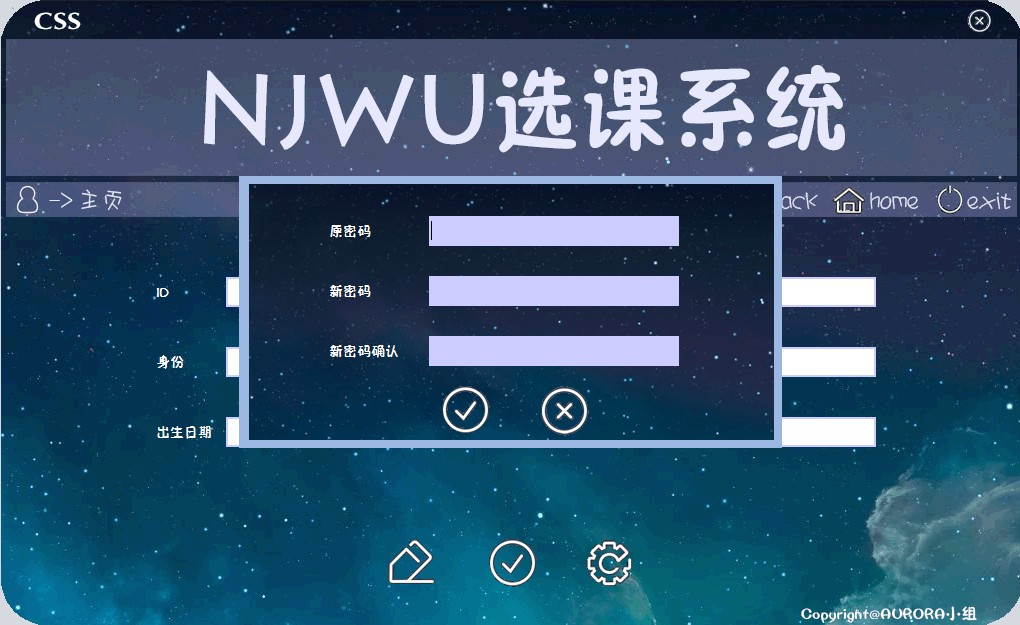 CSS
NJWU选课系统
->主页
ack
home
exit
原密码
ID
新密码
身份
新密码确认
出生日期
Copyright@AURORA小组